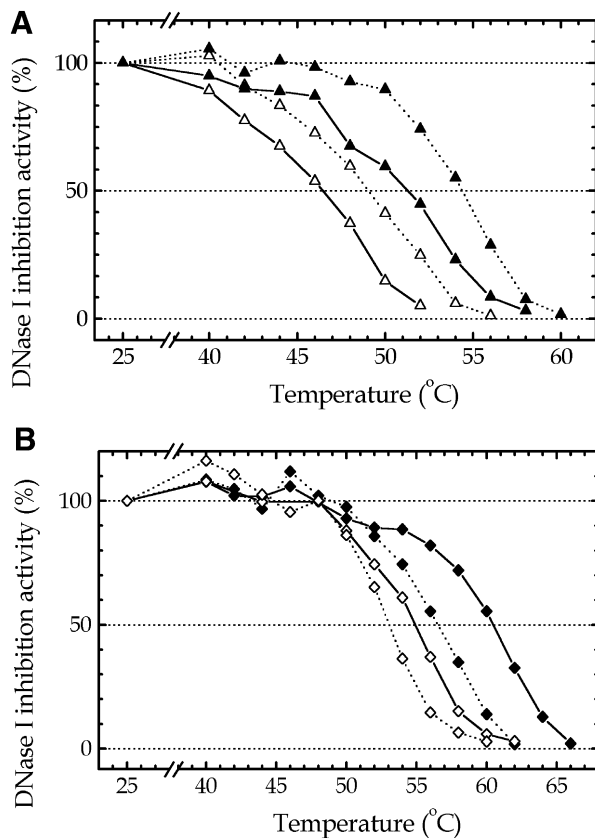 A
DNase I inhibition activity (%)
100
50
0
25 40 45 50 55 60
Temperature (°C)
B
DNase I inhibition activity (%)
100
50
0
25 40 45 50 55 60 65
Temperature (°C)